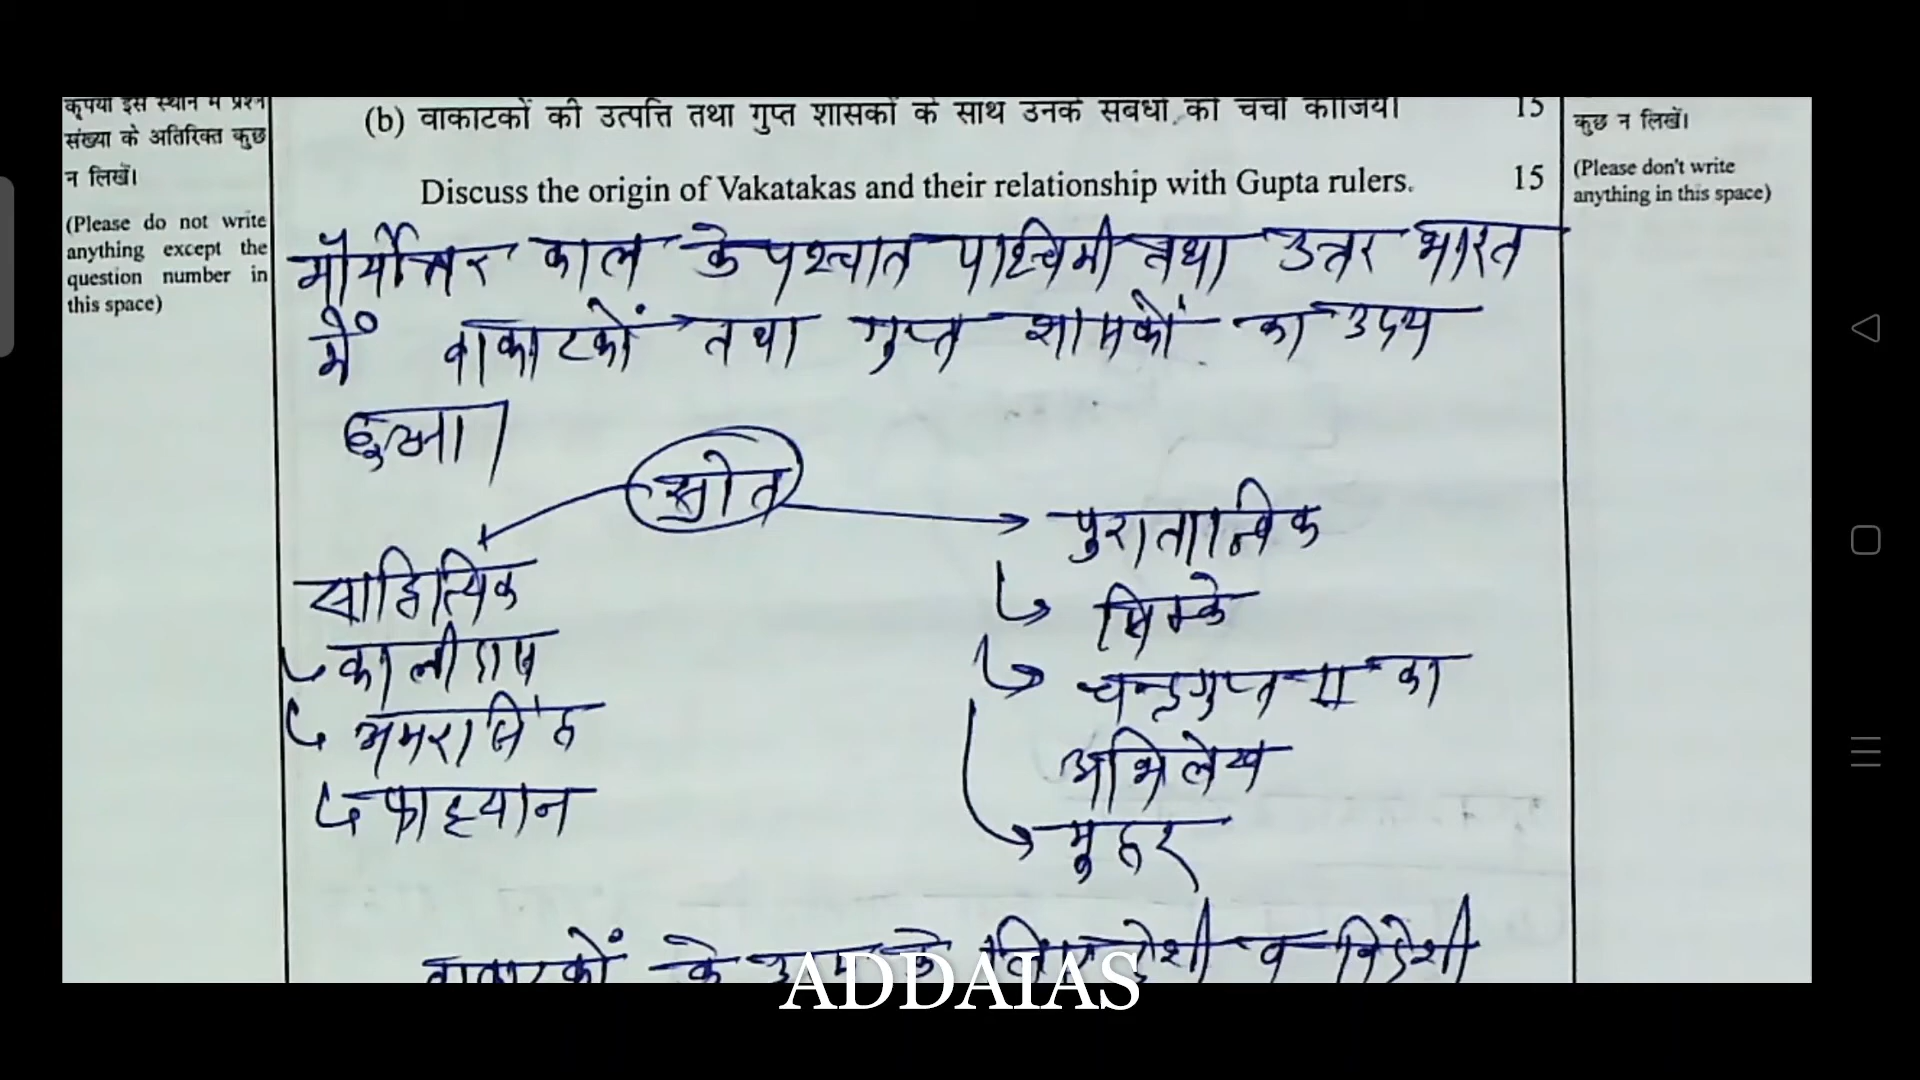 कृपया इस स्थान में प्रश्न
संख्या के अतिरिक्त कुछ
न लिखें।
(Please do not write
anything except the
question number in
this space)
(b) वाकाटकों की उत्पत्ति तथा गुप्त शासकों के साथ उनके संबंधों की चर्चा कीजिये। 15
Discuss the origin of Vakatakas and their relationship with Gupta rulers. 15
कुछ न लिखें।
(Please don't write
anything in this space)
मौर्योत्तर काल के पश्चात पश्चिमी तथा उत्तर भारत
में वाकाटकों तथा गुप्त शासकों का उदय
हुआ।
स्रोत
साहित्यिक
कालीदास
अमरसिंह
फाह्यान
पुरातात्विक
सिक्के
चन्द्रगुप्त II का
अभिलेख
मुहर
वाकाटकों के उदय के लिए देशी व विदेशी
ADDAIAS